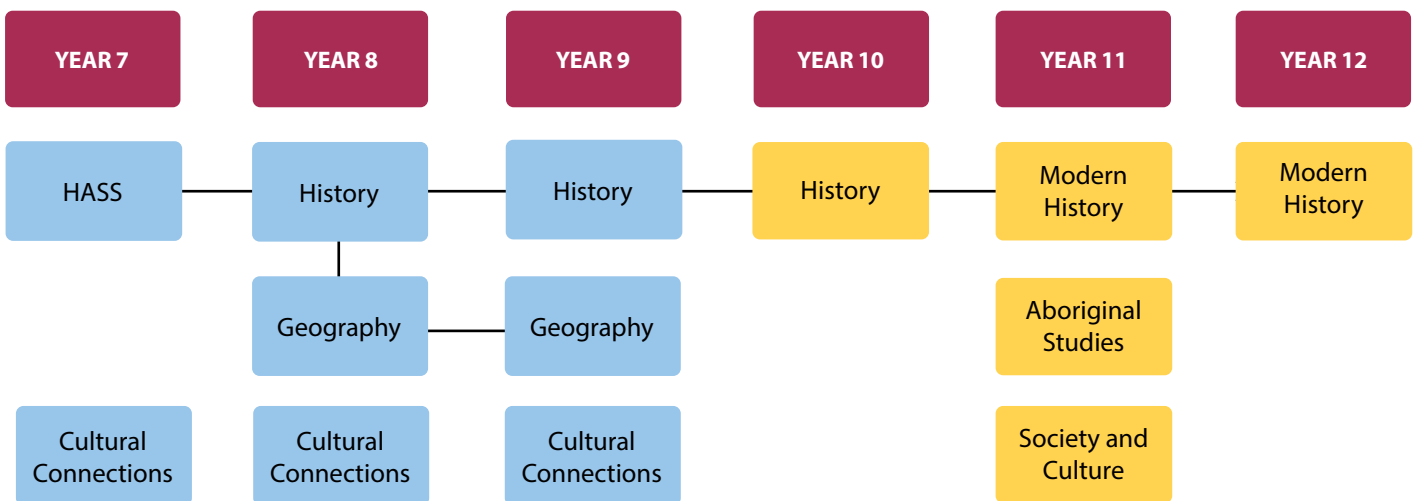 YEAR 7
YEAR 8
YEAR 9
YEAR 10
YEAR 11
YEAR 12
HASS
History
History
History
Modern
History
Modern
History
Geography
Geography
Aboriginal
Studies
Cultural
Connections
Cultural
Connections
Cultural
Connections
Society and
Culture